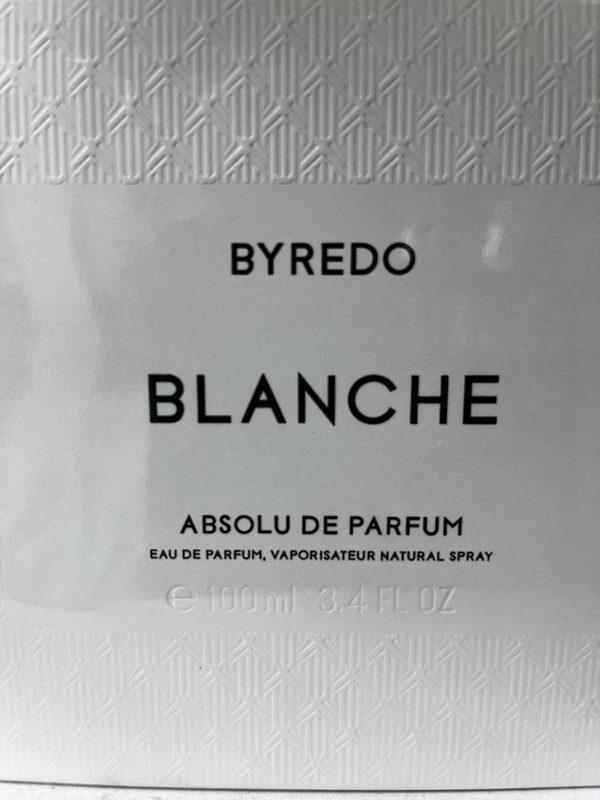 BYREDO
BLANCHE
ABSOLU DE PARFUM
EAU DE PARFUM, VAPORISATEUR NATURAL SPRAY
℮ 100 ml 3.4 FL OZ